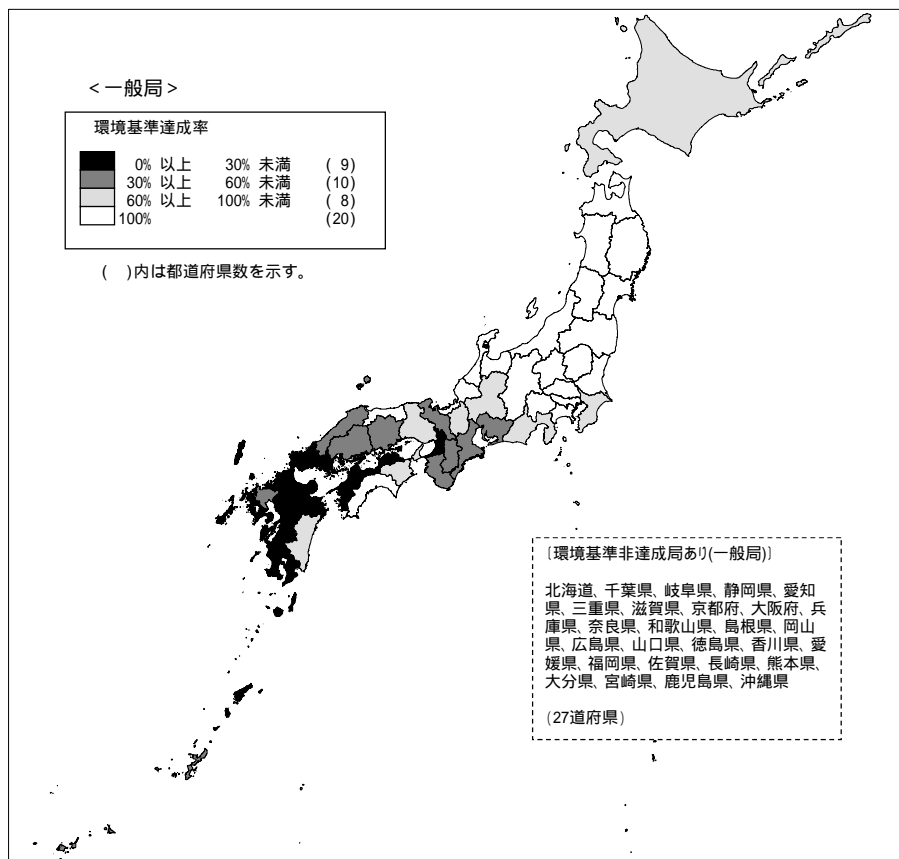 ＜一般局＞
環境基準達成率
0% 以上 30% 未満 ( 9)
30% 以上 60% 未満 (10)
60% 以上 100% 未満 ( 8)
100% (20)
( )内は都道府県数を示す。
〔環境基準非達成局あり(一般局)〕
北海道、千葉県、岐阜県、静岡県、愛知
県、三重県、滋賀県、京都府、大阪府、兵
庫県、奈良県、和歌山県、島根県、岡山
県、広島県、山口県、徳島県、香川県、愛
媛県、福岡県、佐賀県、長崎県、熊本県、
大分県、宮崎県、鹿児島県、沖縄県
(27道府県)